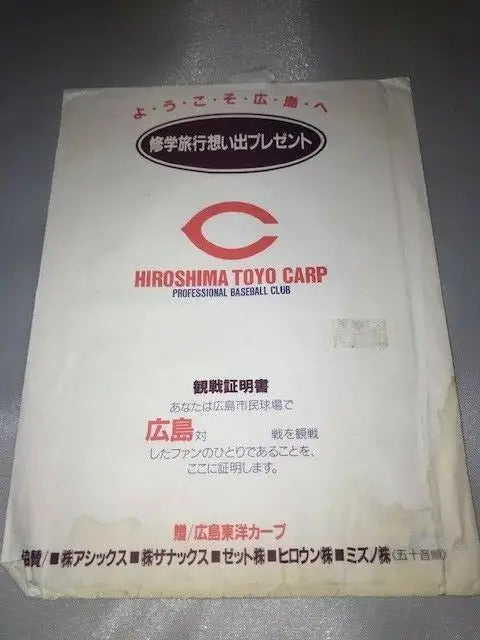 よ・う・こ・そ・広・島・へ
修学旅行想い出プレゼント
HIROSHIMA TOYO CARP
PROFESSIONAL BASEBALL CLUB
観戦証明書
あなたは広島市民球場で
広島対 戦を観戦
したファンのひとりであることを、
ここに証明します。
贈/広島東洋カープ
協賛/■㈱アシックス■㈱ザナックス■ゼット㈱■ヒロウン㈱■ミズノ㈱(五十音順)